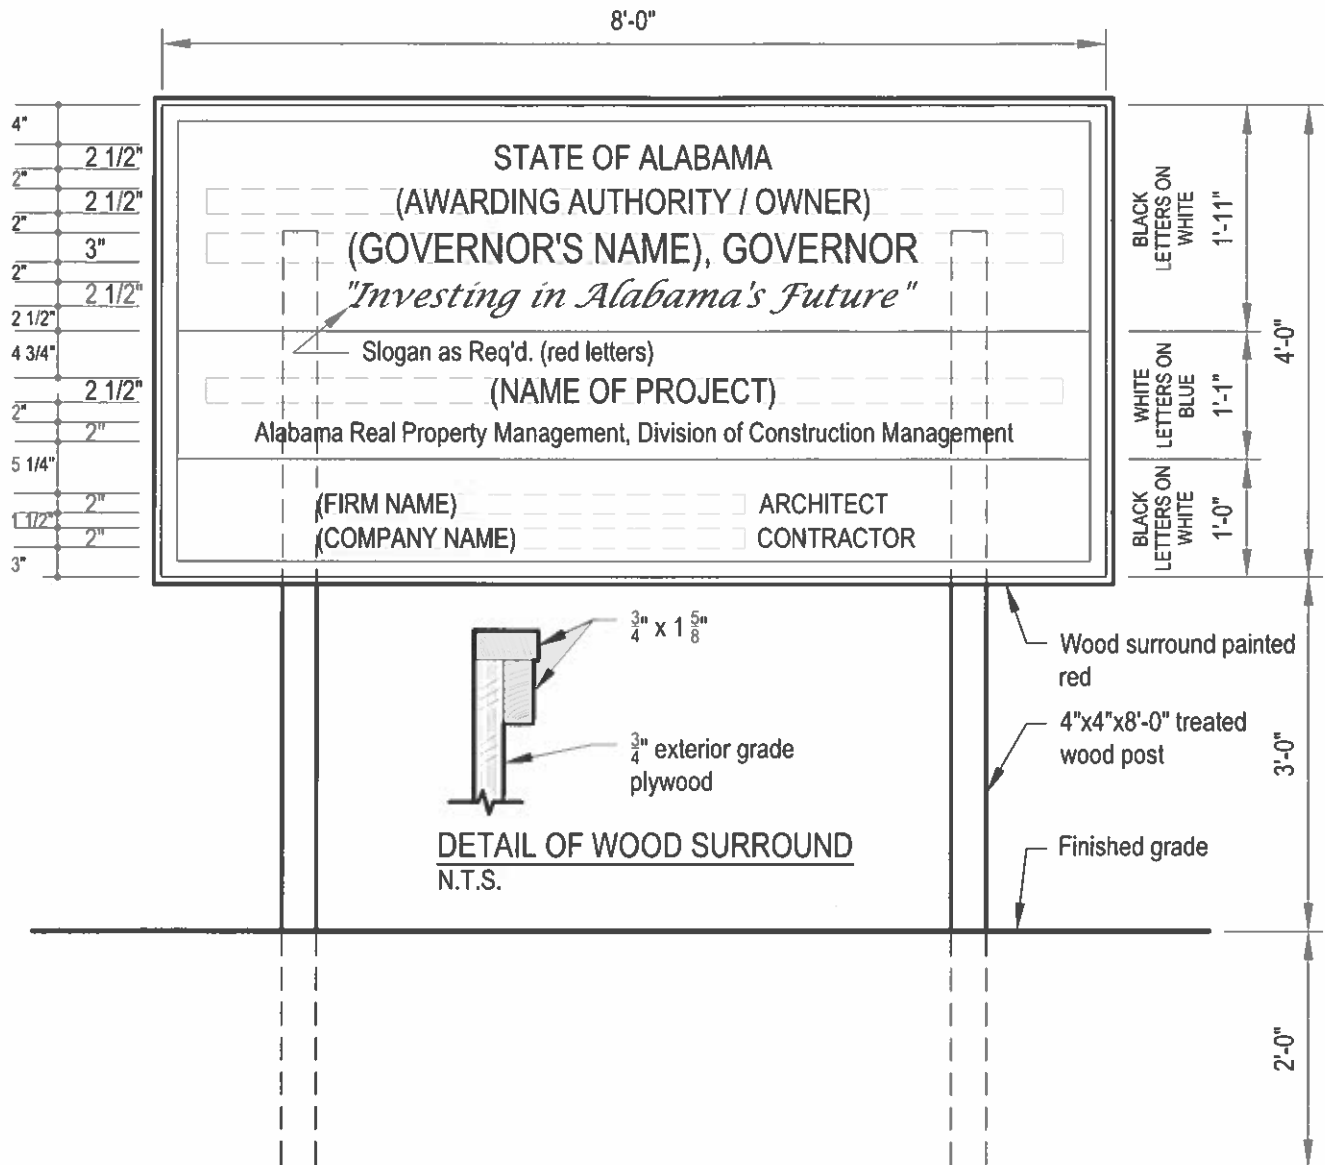 8'-0"
4"
2 1/2"
2"
2 1/2"
2"
3"
2"
2 1/2"
2 1/2"
4 3/4"
2 1/2"
2"
2"
5 1/4"
2"
1 1/2"
2"
3"
STATE OF ALABAMA
(AWARDING AUTHORITY / OWNER)
(GOVERNOR'S NAME), GOVERNOR
"Investing in Alabama's Future"
Slogan as Req'd. (red letters)
(NAME OF PROJECT)
Alabama Real Property Management, Division of Construction Management
(FIRM NAME) ARCHITECT
(COMPANY NAME) CONTRACTOR
BLACK
LETTERS ON
WHITE
1'-11"
WHITE
LETTERS ON
BLUE
1'-1"
BLACK
LETTERS ON
WHITE
1'-0"
4'-0"
3/4" x 1 5/8"
3/4" exterior grade
plywood
DETAIL OF WOOD SURROUND
N.T.S.
Wood surround painted
red
4"x4"x8'-0" treated
wood post
Finished grade
3'-0"
2'-0"